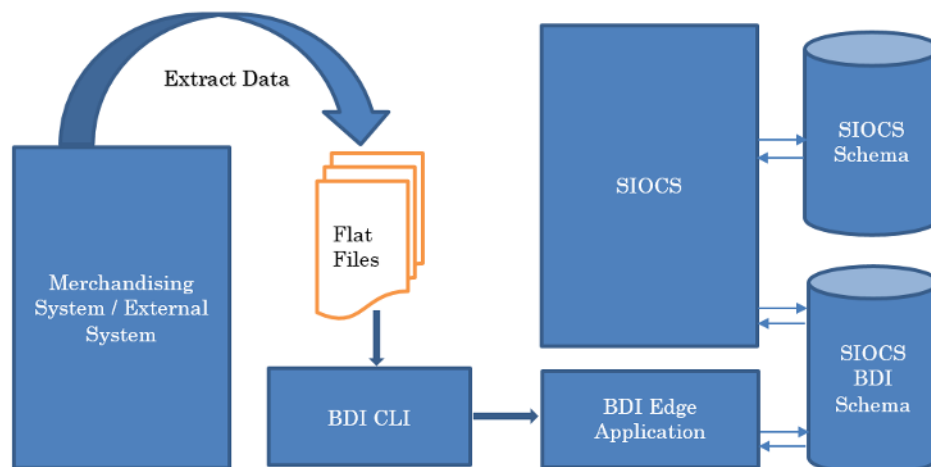 Extract Data
Merchandising
System / External
System
Flat
Files
BDI CLI
SIOCS
BDI Edge
Application
SIOCS
Schema
SIOCS
BDI
Schema